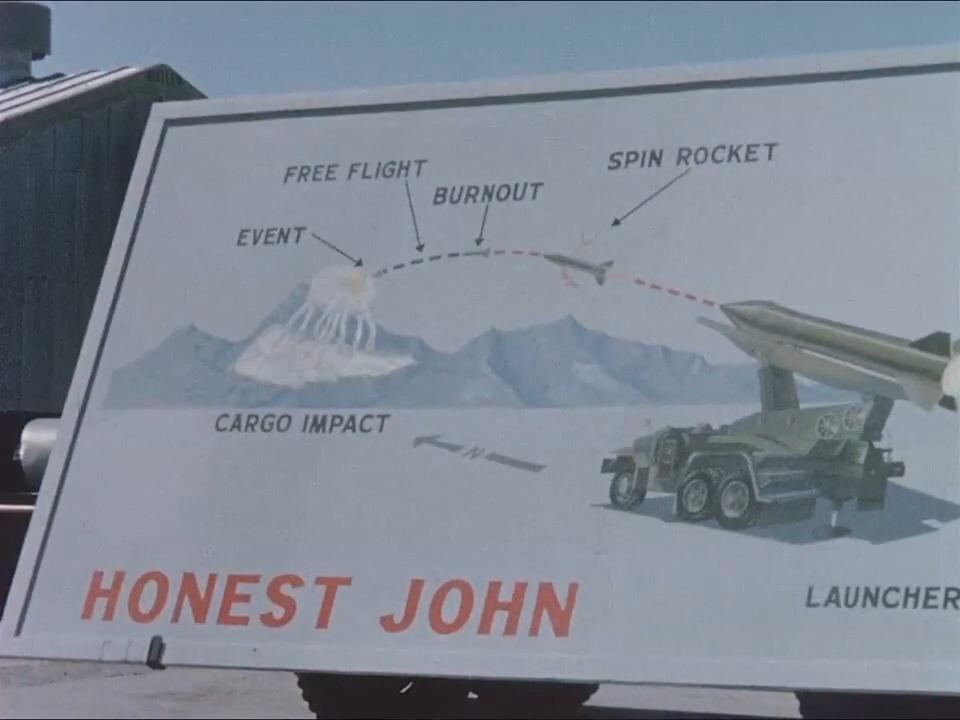 SPIN ROCKET
FREE FLIGHT
BURNOUT
EVENT
CARGO IMPACT
N
HONEST JOHN
LAUNCHER